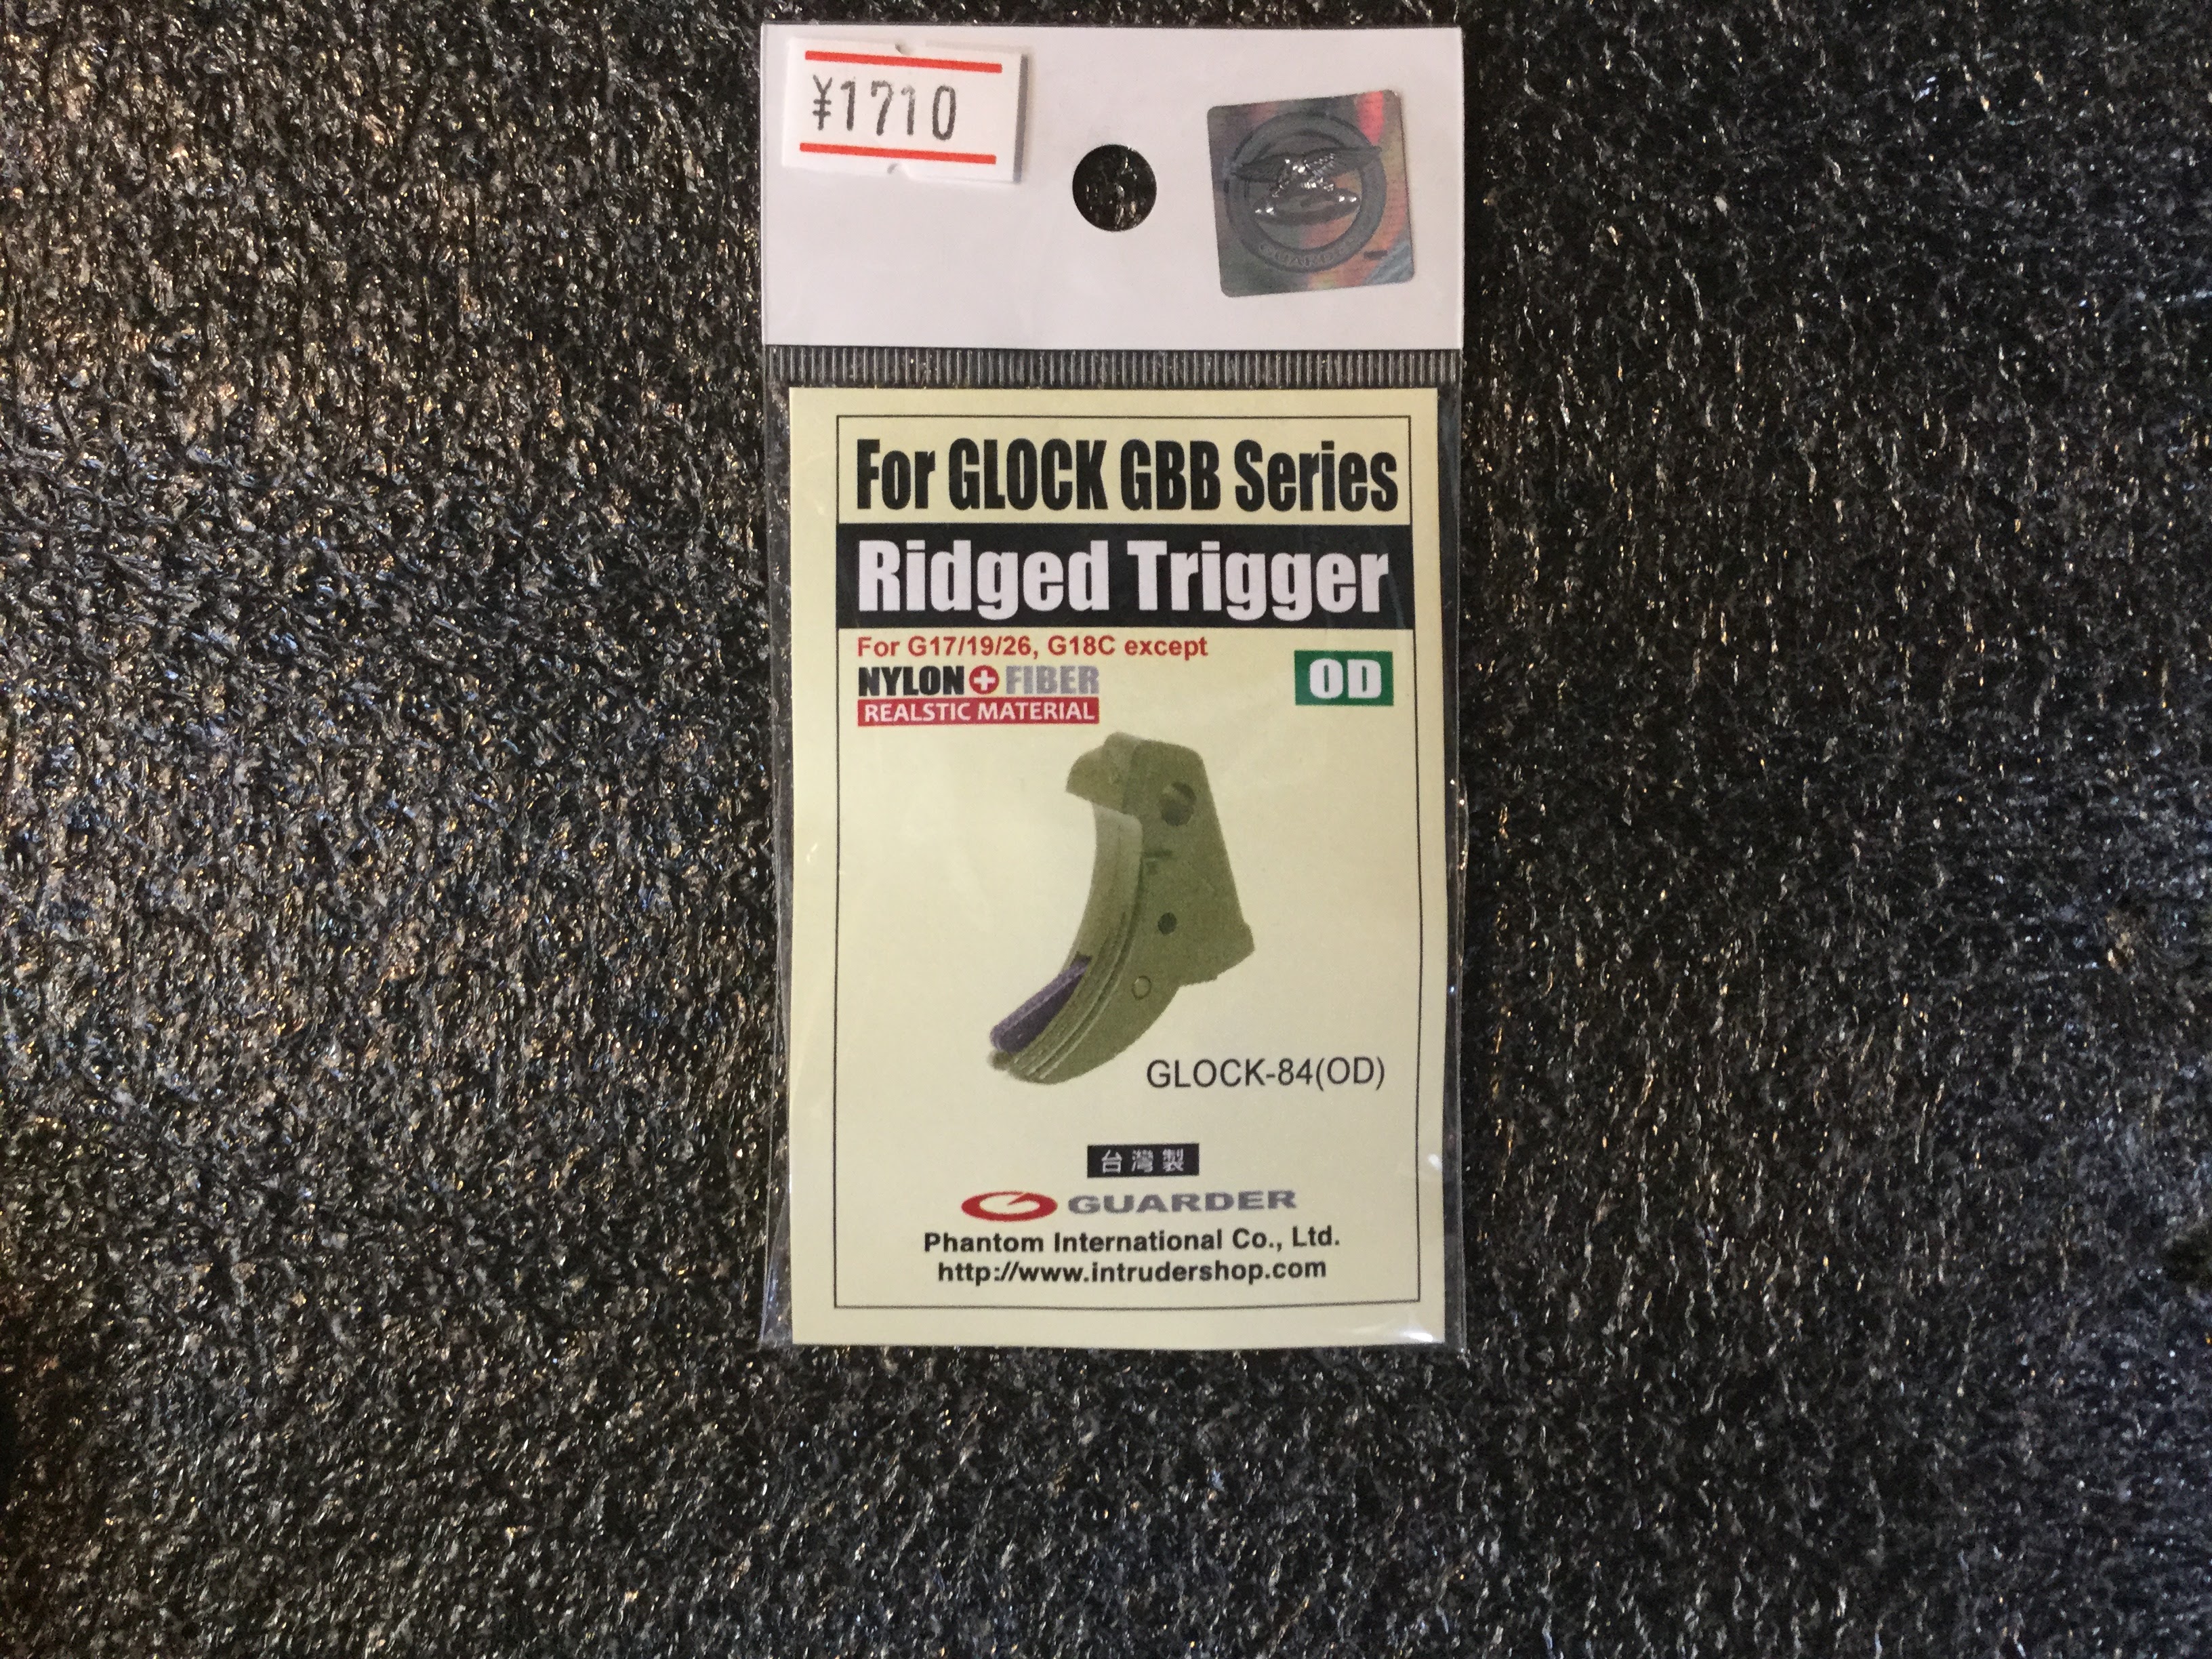 ¥1710
GUARDER
For GLOCK GBB Series
Ridged Trigger
For G17/19/26, G18C except
NYLON+FIBER
REALSTIC MATERIAL
OD
GLOCK-84(OD)
台灣製
GUARDER
Phantom International Co., Ltd.
http://www.intrudershop.com